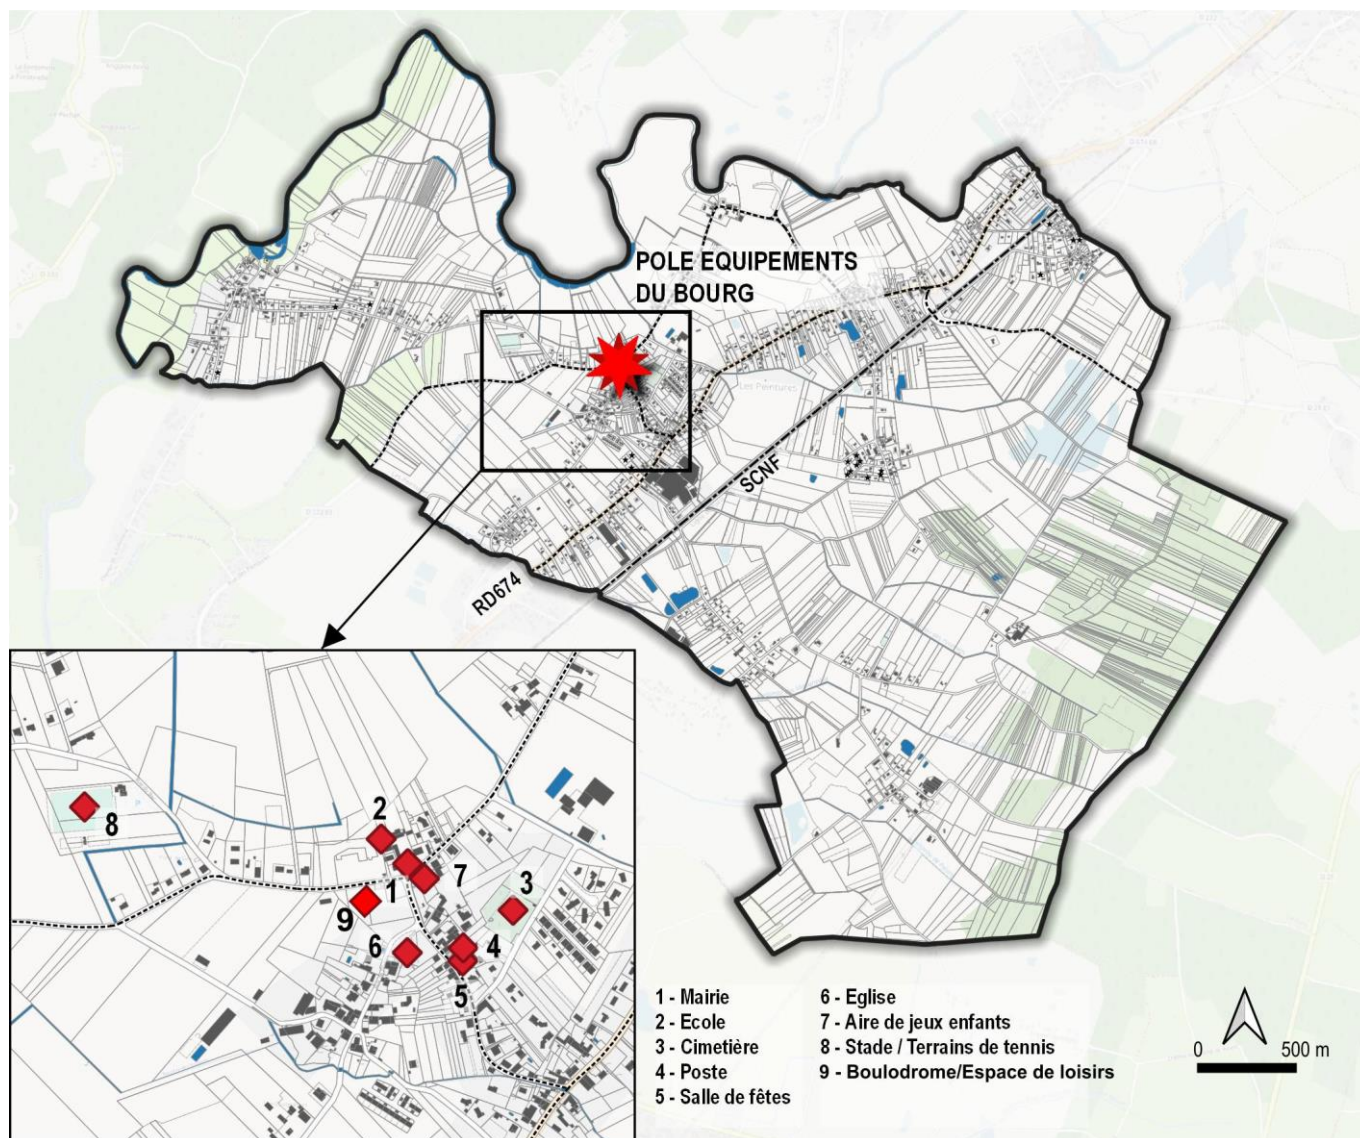 POLE EQUIPEMENTS
DU BOURG
Les Peintures
SCNF
RD674
2
8
1
7
3
9
6
4
5
1 - Mairie
2 - Ecole
3 - Cimetière
4 - Poste
5 - Salle de fêtes
6 - Eglise
7 - Aire de jeux enfants
8 - Stade / Terrains de tennis
9 - Boulodrome/Espace de loisirs
0 500 m